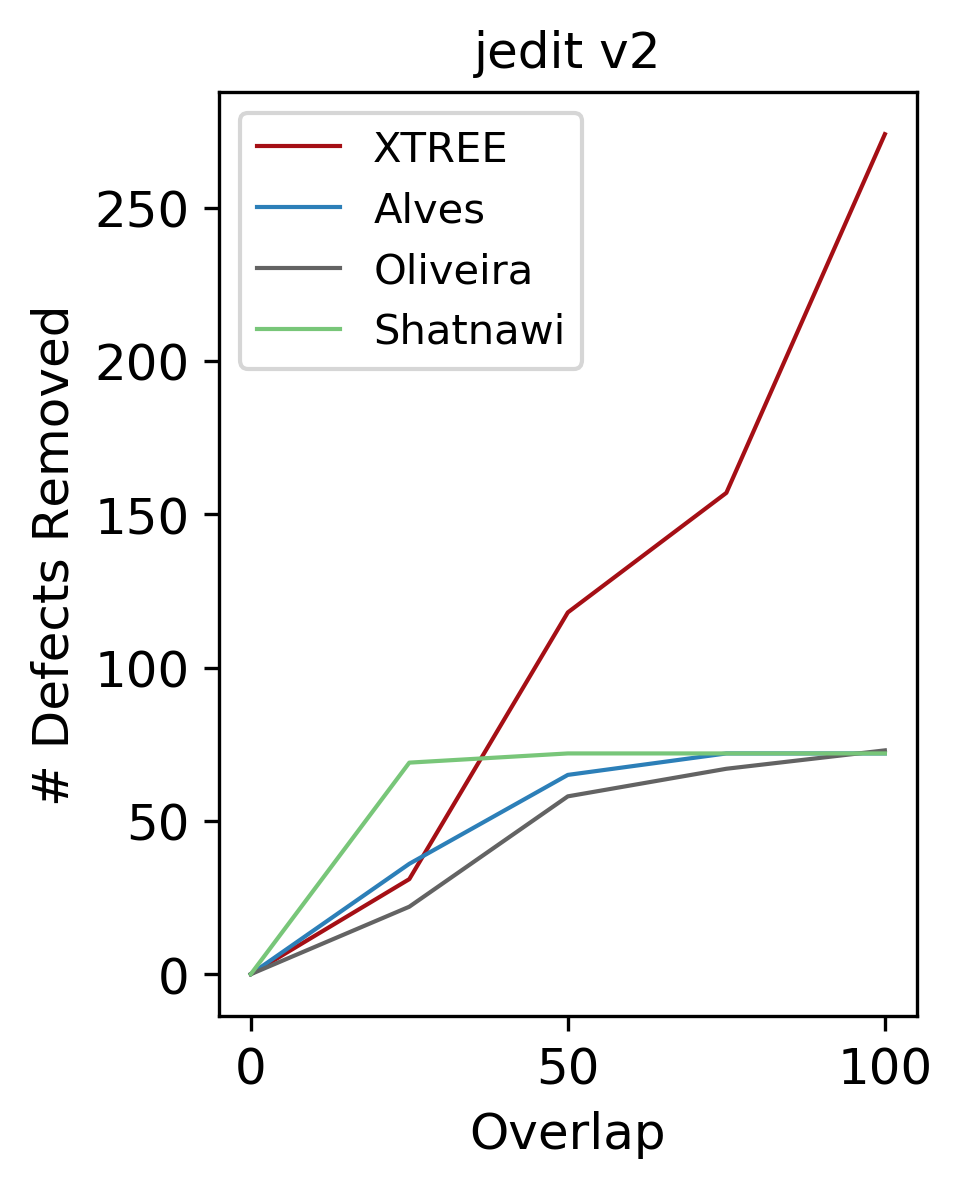 jedit v2
XTREE
Alves
Oliveira
Shatnawi
250
200
150
100
50
0
# Defects Removed
0 50 100
Overlap